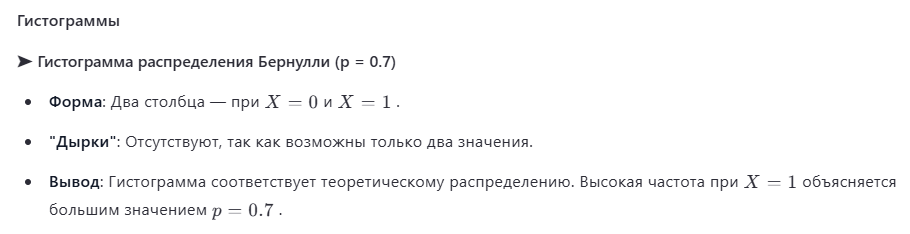 Гистограммы
➤ Гистограмма распределения Бернулли (p = 0.7)
• Форма: Два столбца — при X = 0 и X = 1 .
• "Дырки": Отсутствуют, так как возможны только два значения.
• Вывод: Гистограмма соответствует теоретическому распределению. Высокая частота при X = 1 объясняется
большим значением p = 0.7 .